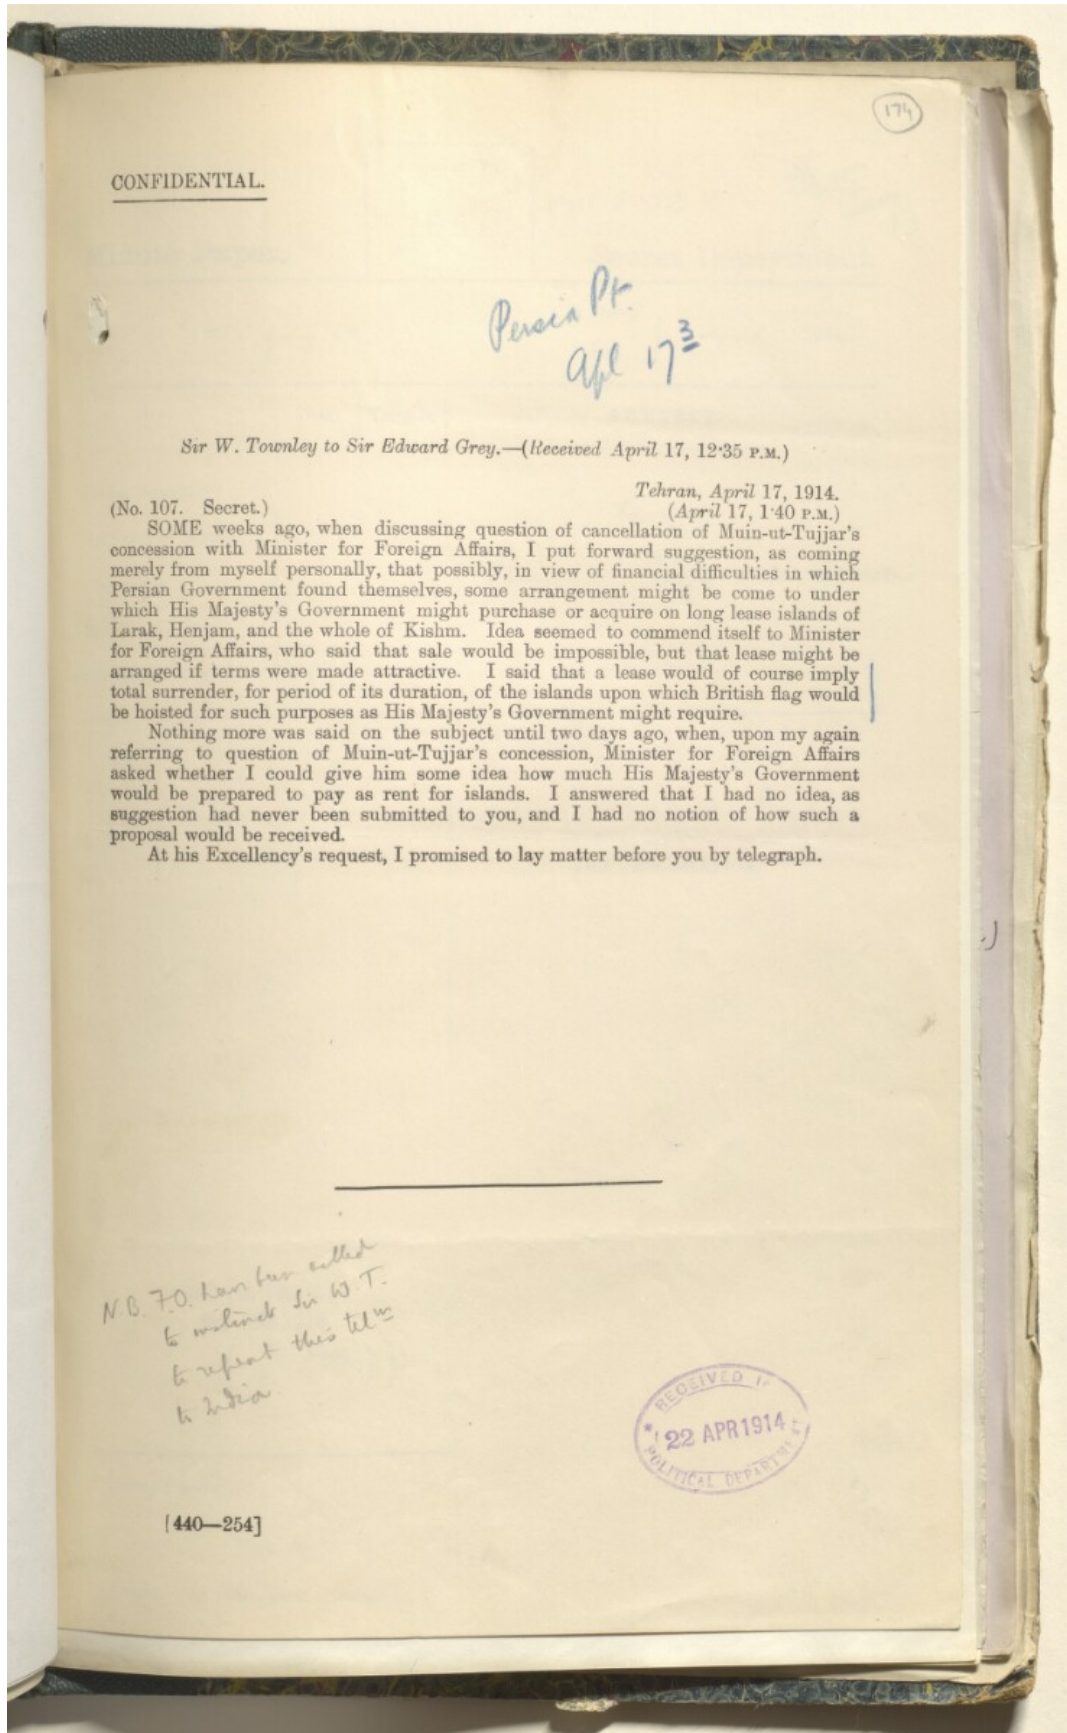 174
CONFIDENTIAL.
Persia Pt.
Apl 17 3
Sir W. Townley to Sir Edward Grey.—(Received April 17, 12·35 P.M.)
Tehran, April 17, 1914.
(No. 107. Secret.) (April 17, 1·40 P.M.)
SOME weeks ago, when discussing question of cancellation of Muin-ut-Tujjar's
concession with Minister for Foreign Affairs, I put forward suggestion, as coming
merely from myself personally, that possibly, in view of financial difficulties in which
Persian Government found themselves, some arrangement might be come to under
which His Majesty's Government might purchase or acquire on long lease islands of
Larak, Henjam, and the whole of Kishm. Idea seemed to commend itself to Minister
for Foreign Affairs, who said that sale would be impossible, but that lease might be
arranged if terms were made attractive. I said that a lease would of course imply
total surrender, for period of its duration, of the islands upon which British flag would
be hoisted for such purposes as His Majesty's Government might require.
Nothing more was said on the subject until two days ago, when, upon my again
referring to question of Muin-ut-Tujjar's concession, Minister for Foreign Affairs
asked whether I could give him some idea how much His Majesty's Government
would be prepared to pay as rent for islands. I answered that I had no idea, as
suggestion had never been submitted to you, and I had no notion of how such a
proposal would be received.
At his Excellency's request, I promised to lay matter before you by telegraph.
N.B. F.O. have been asked
to instruct Sir W. T.
to repeat this telm
to India
RECEIVED IN
22 APR 1914
POLITICAL DEPARTMENT
[440—254]